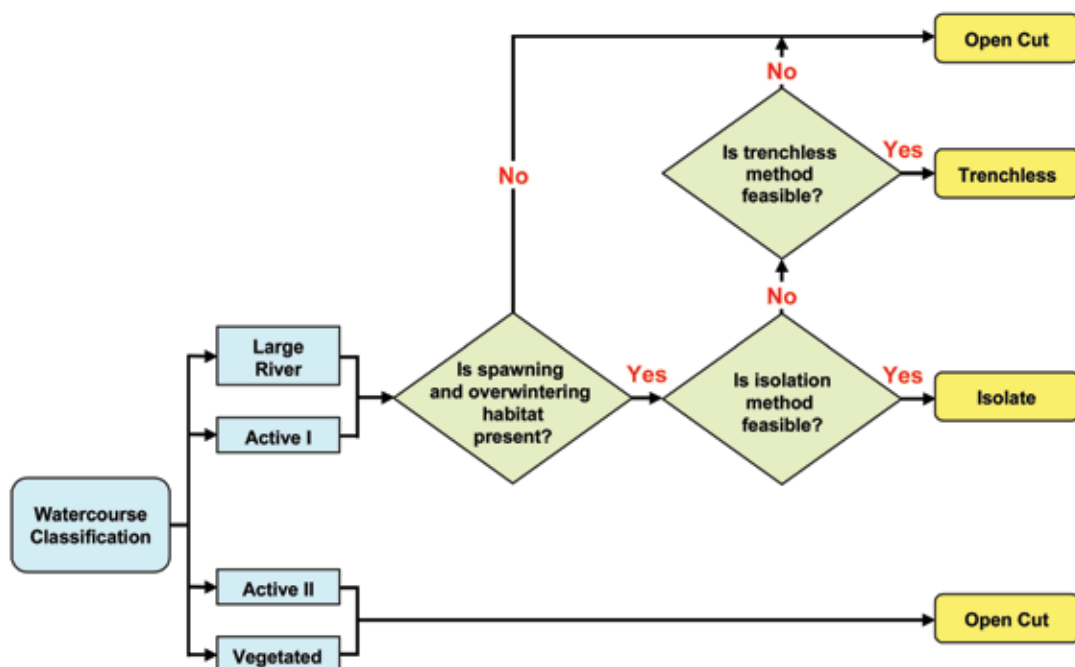 Open Cut
No
Is trenchless
method
feasible?
Yes
Trenchless
No
No
Large
River
Active I
Is spawning
and overwintering
habitat
present?
Yes
Is isolation
method
feasible?
Yes
Isolate
Watercourse
Classification
Active II
Vegetated
Open Cut